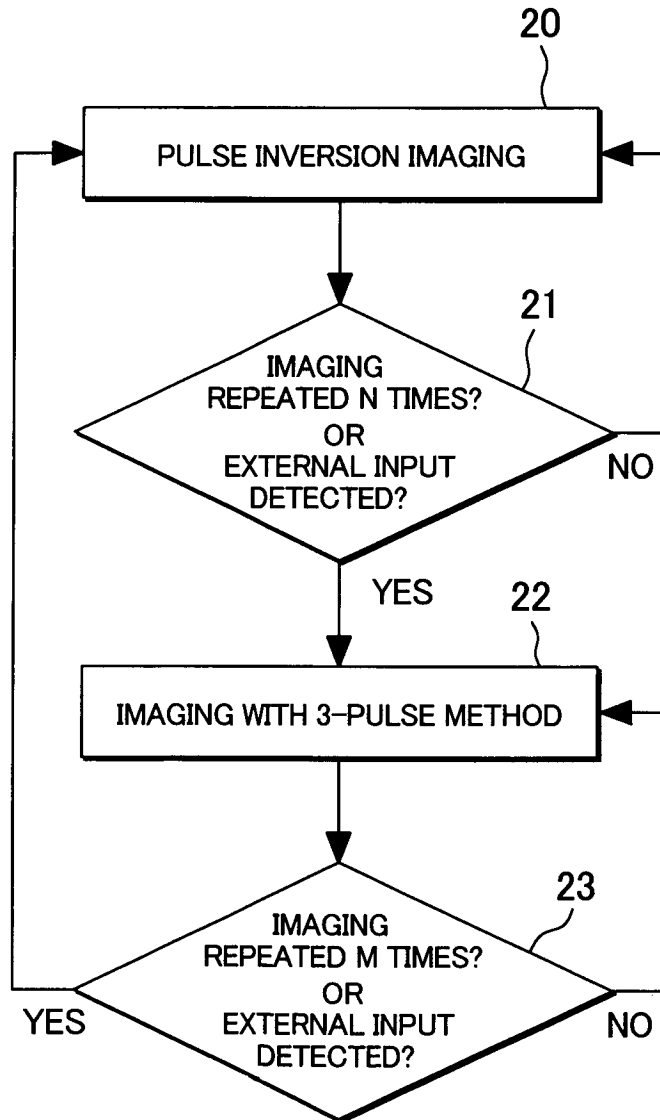 20
PULSE INVERSION IMAGING
21
IMAGING
REPEATED N TIMES?
OR
EXTERNAL INPUT
DETECTED?
NO
YES
22
IMAGING WITH 3-PULSE METHOD
23
IMAGING
REPEATED M TIMES?
OR
EXTERNAL INPUT
DETECTED?
YES
NO